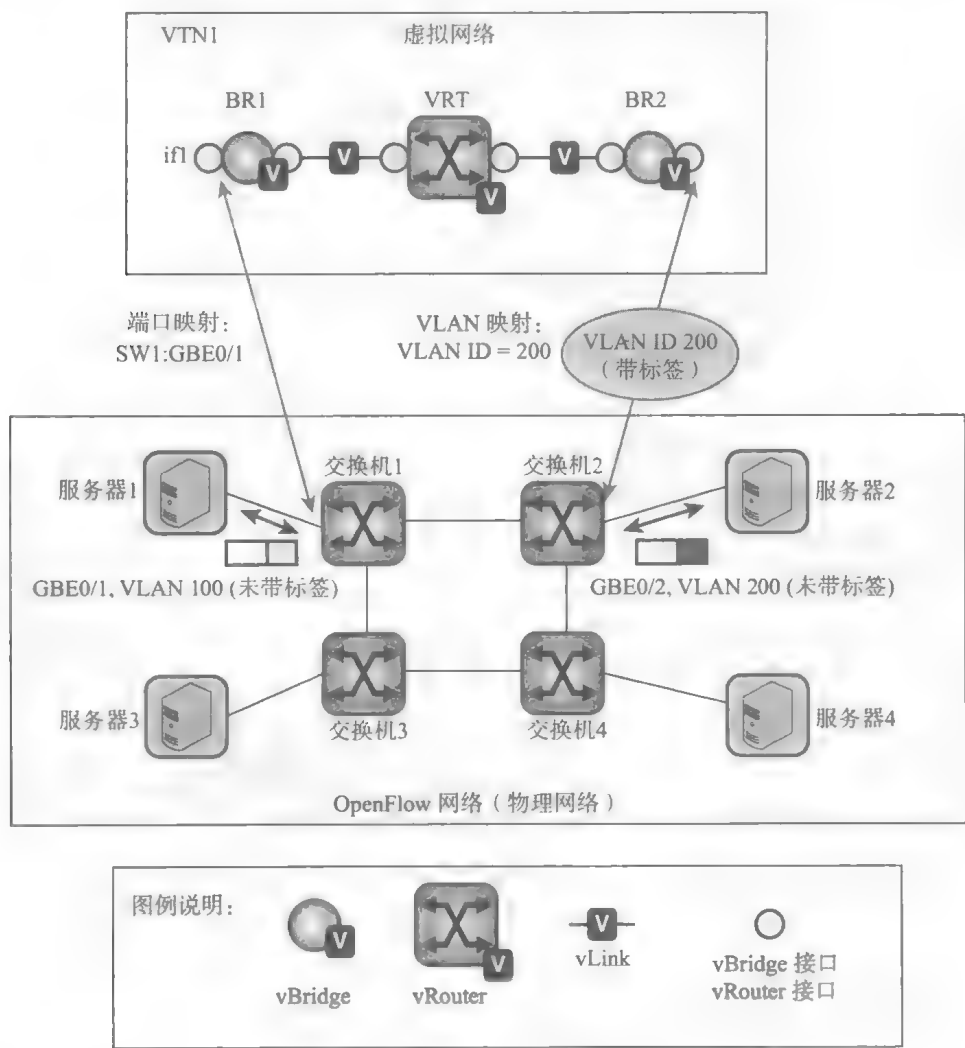 VTN1 虚拟网络
BR1 VRT BR2
if1
V V V V V
端口映射：
SW1:GBE0/1
VLAN 映射：
VLAN ID = 200
VLAN ID 200
（带标签）
服务器1
交换机1
交换机2
服务器2
GBE0/1, VLAN 100 (未带标签)
GBE0/2, VLAN 200 (未带标签)
服务器3
交换机3
交换机4
服务器4
OpenFlow 网络（物理网络）
图例说明：
V V V
vBridge
vRouter
vLink
vBridge 接口
vRouter 接口